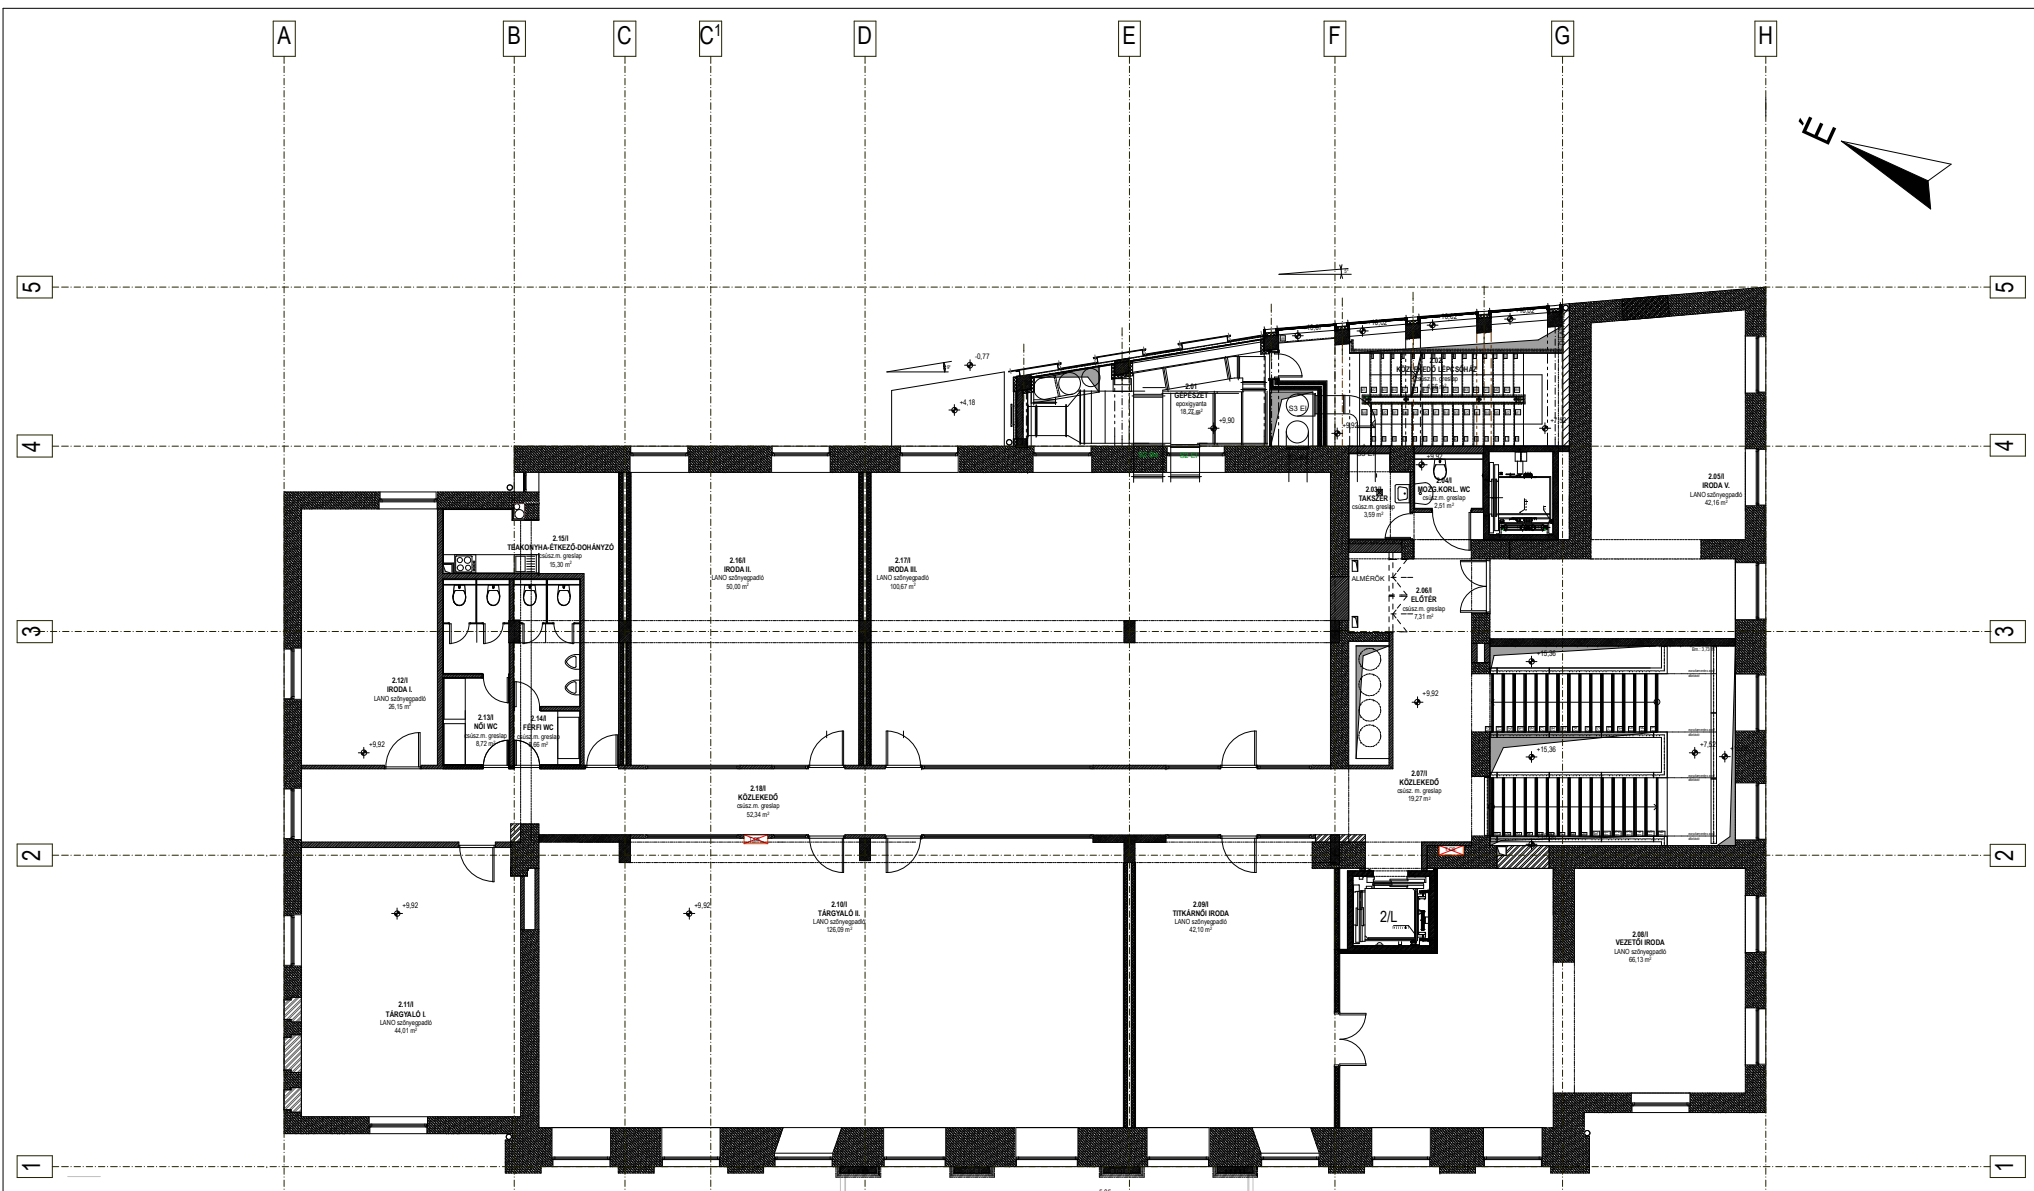 A
B
C
C¹
D
E
F
G
H
É
5
5
-0,77
+4,18
2.01
GÉPÉSZET
epoxigyanta
+9,90
S3 El
KÖZLEKEDŐ LÉPCSŐHÁZ
csúsz.m. greslap
4
4
2.03/I
TAKSZER
csúsz.m. greslap
3,59 m²
2.04/I
MOZG.KORL. WC
csúsz.m. greslap
2,51 m²
2.05/I
IRODA V.
LANO szőnyegpadló
42,16 m²
2.15/I
TEAKONYHA-ÉTKEZŐ-DOHÁNYZÓ
csúsz.m. greslap
15,30 m²
2.16/I
IRODA II.
LANO szőnyegpadló
50,00 m²
2.17/I
IRODA III.
LANO szőnyegpadló
100,67 m²
ALMÉRŐK
2.06/I
ELŐTÉR
csúsz.m. greslap
7,31 m²
3
3
+15,36
2.12/I
IRODA I.
LANO szőnyegpadló
26,15 m²
+9,92
+9,92
2.13/I
NŐI WC
csúsz.m. greslap
8,72 m²
2.14/I
FÉRFI WC
csúsz.m. greslap
+15,36
+7,52
2.18/I
KÖZLEKEDŐ
csúsz.m. greslap
52,34 m²
2.07/I
KÖZLEKEDŐ
csúsz. m. greslap
19,27 m²
2
2
+9,92
+9,92
2.10/I
TÁRGYALÓ II.
LANO szőnyegpadló
126,09 m²
2.09/I
TITKÁRNŐI IRODA
LANO szőnyegpadló
42,10 m²
2/L
2.08/I
VEZETŐI IRODA
LANO szőnyegpadló
66,13 m²
2.11/I
TÁRGYALÓ I.
LANO szőnyegpadló
44,01 m²
1
1